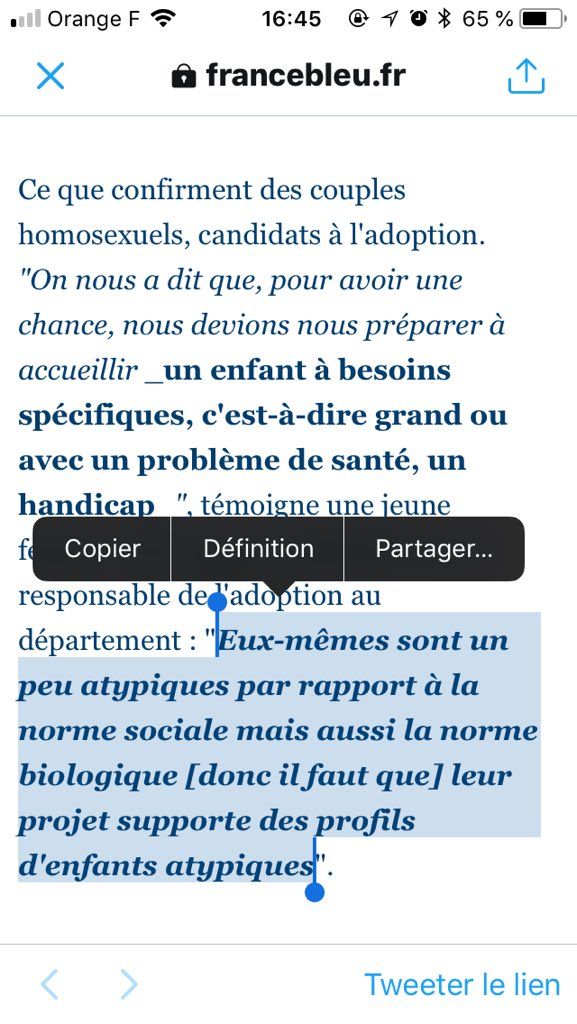 Orange F 16:45 65 %
francebleu.fr
Ce que confirment des couples
homosexuels, candidats à l'adoption.
"On nous a dit que, pour avoir une
chance, nous devions nous préparer à
accueillir _un enfant à besoins
spécifiques, c'est-à-dire grand ou
avec un problème de santé, un
handicap_", témoigne une jeune
Copier Définition Partager...
responsable de l'adoption au
département : "Eux-mêmes sont un
peu atypiques par rapport à la
norme sociale mais aussi la norme
biologique [donc il faut que] leur
projet supporte des profils
d'enfants atypiques".
Tweeter le lien